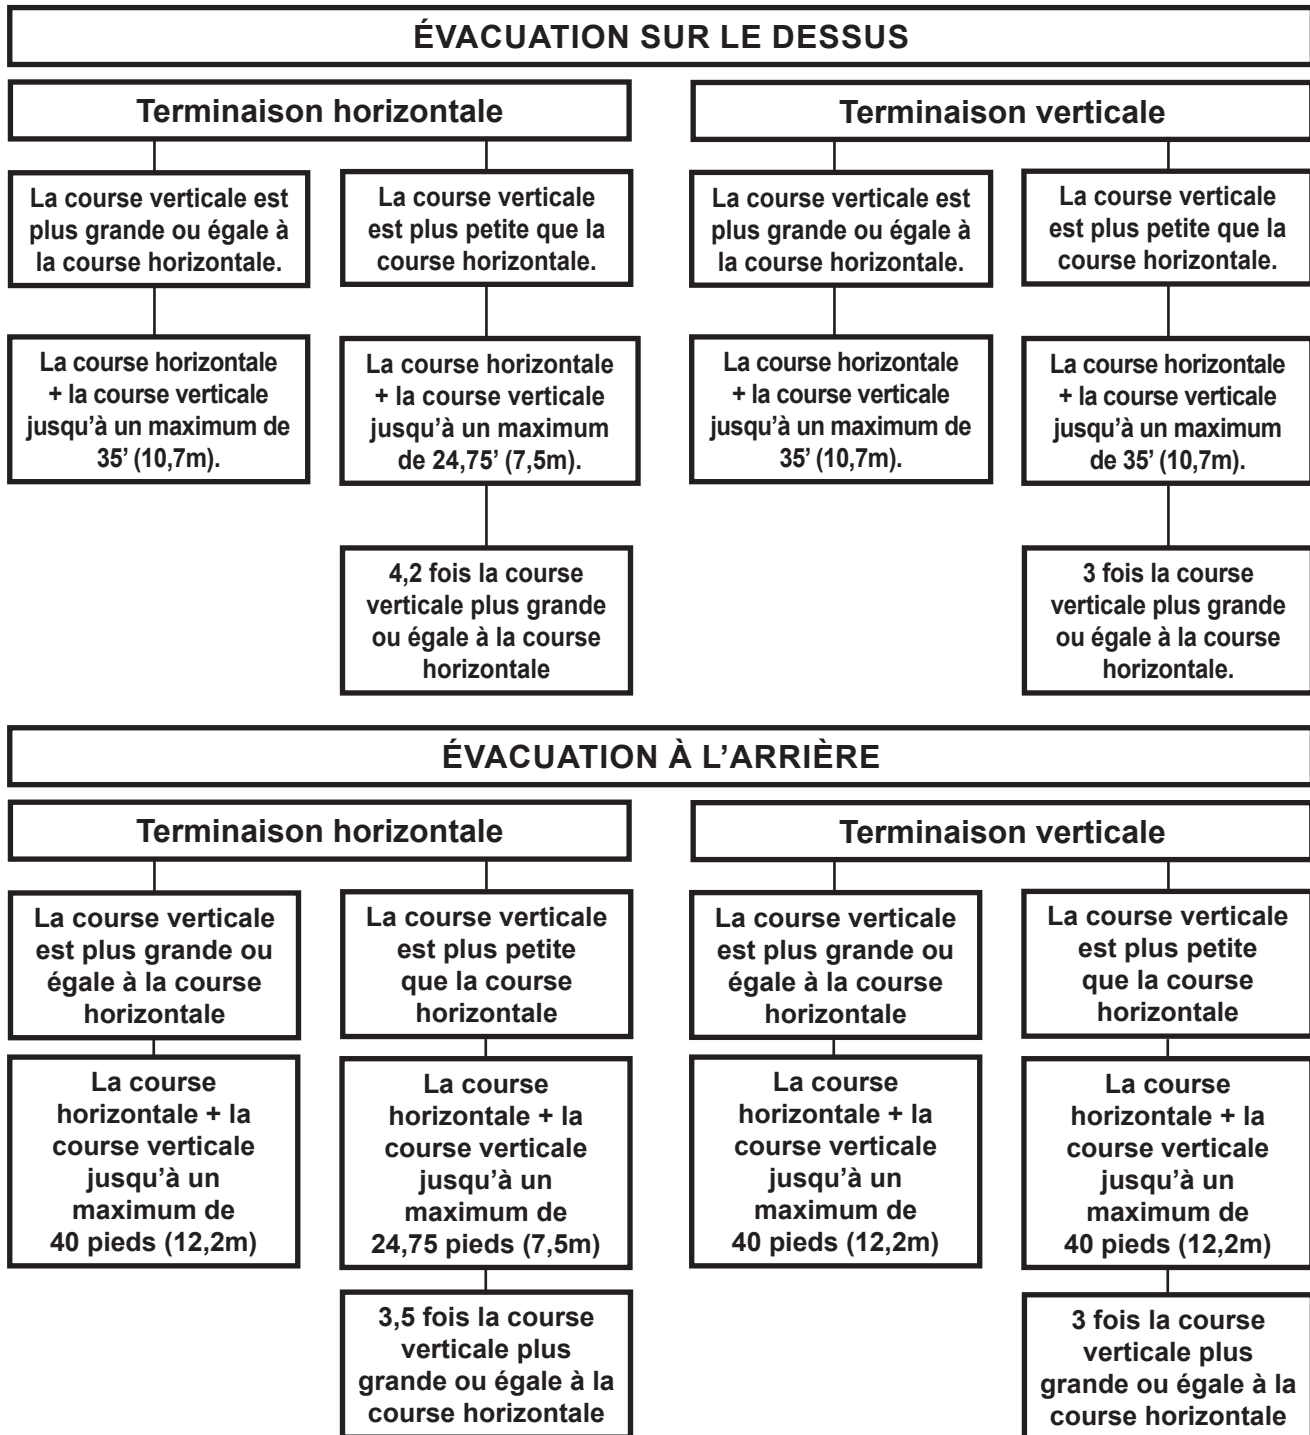 ÉVACUATION SUR LE DESSUS
Terminaison horizontale
La course verticale est
plus grande ou égale à
la course horizontale.
La course horizontale
+ la course verticale
jusqu’à un maximum de
35’ (10,7m).
La course verticale
est plus petite que la
course horizontale.
La course horizontale
+ la course verticale
jusqu’à un maximum
de 24,75’ (7,5m).
4,2 fois la course
verticale plus grande
ou égale à la course
horizontale
Terminaison verticale
La course verticale est
plus grande ou égale à
la course horizontale.
La course horizontale
+ la course verticale
jusqu’à un maximum de
35’ (10,7m).
La course verticale
est plus petite que la
course horizontale.
La course horizontale
+ la course verticale
jusqu’à un maximum
de 35’ (10,7m).
3 fois la course
verticale plus grande
ou égale à la course
horizontale.
ÉVACUATION À L’ARRIÈRE
Terminaison horizontale
La course verticale
est plus grande ou
égale à la course
horizontale
La course
horizontale + la
course verticale
jusqu’à un
maximum de
40 pieds (12,2m)
La course verticale
est plus petite
que la course
horizontale
La course
horizontale + la
course verticale
jusqu’à un
maximum de
24,75 pieds (7,5m)
3,5 fois la course
verticale plus
grande ou égale à la
course horizontale
Terminaison verticale
La course verticale
est plus grande ou
égale à la course
horizontale
La course
horizontale + la
course verticale
jusqu’à un
maximum de
40 pieds (12,2m)
La course verticale
est plus petite
que la course
horizontale
La course
horizontale + la
course verticale
jusqu’à un
maximum de
40 pieds (12,2m)
3 fois la course
verticale plus
grande ou égale à la
course horizontale